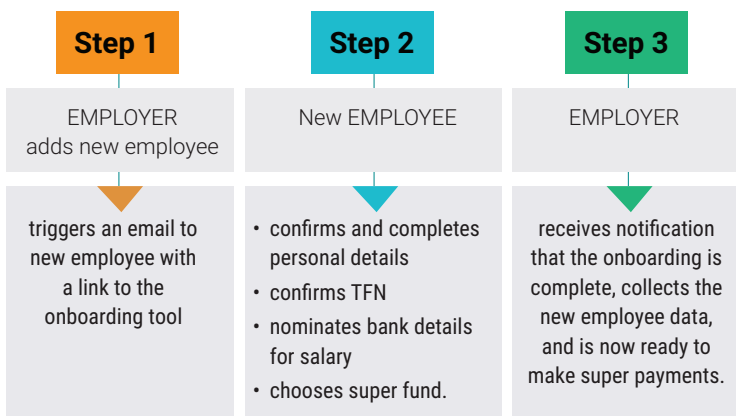 Step 1
EMPLOYER
adds new employee
triggers an email to
new employee with
a link to the
onboarding tool
Step 2
New EMPLOYEE
• confirms and completes
personal details
• confirms TFN
• nominates bank details
for salary
• chooses super fund.
Step 3
EMPLOYER
receives notification
that the onboarding is
complete, collects the
new employee data,
and is now ready to
make super payments.